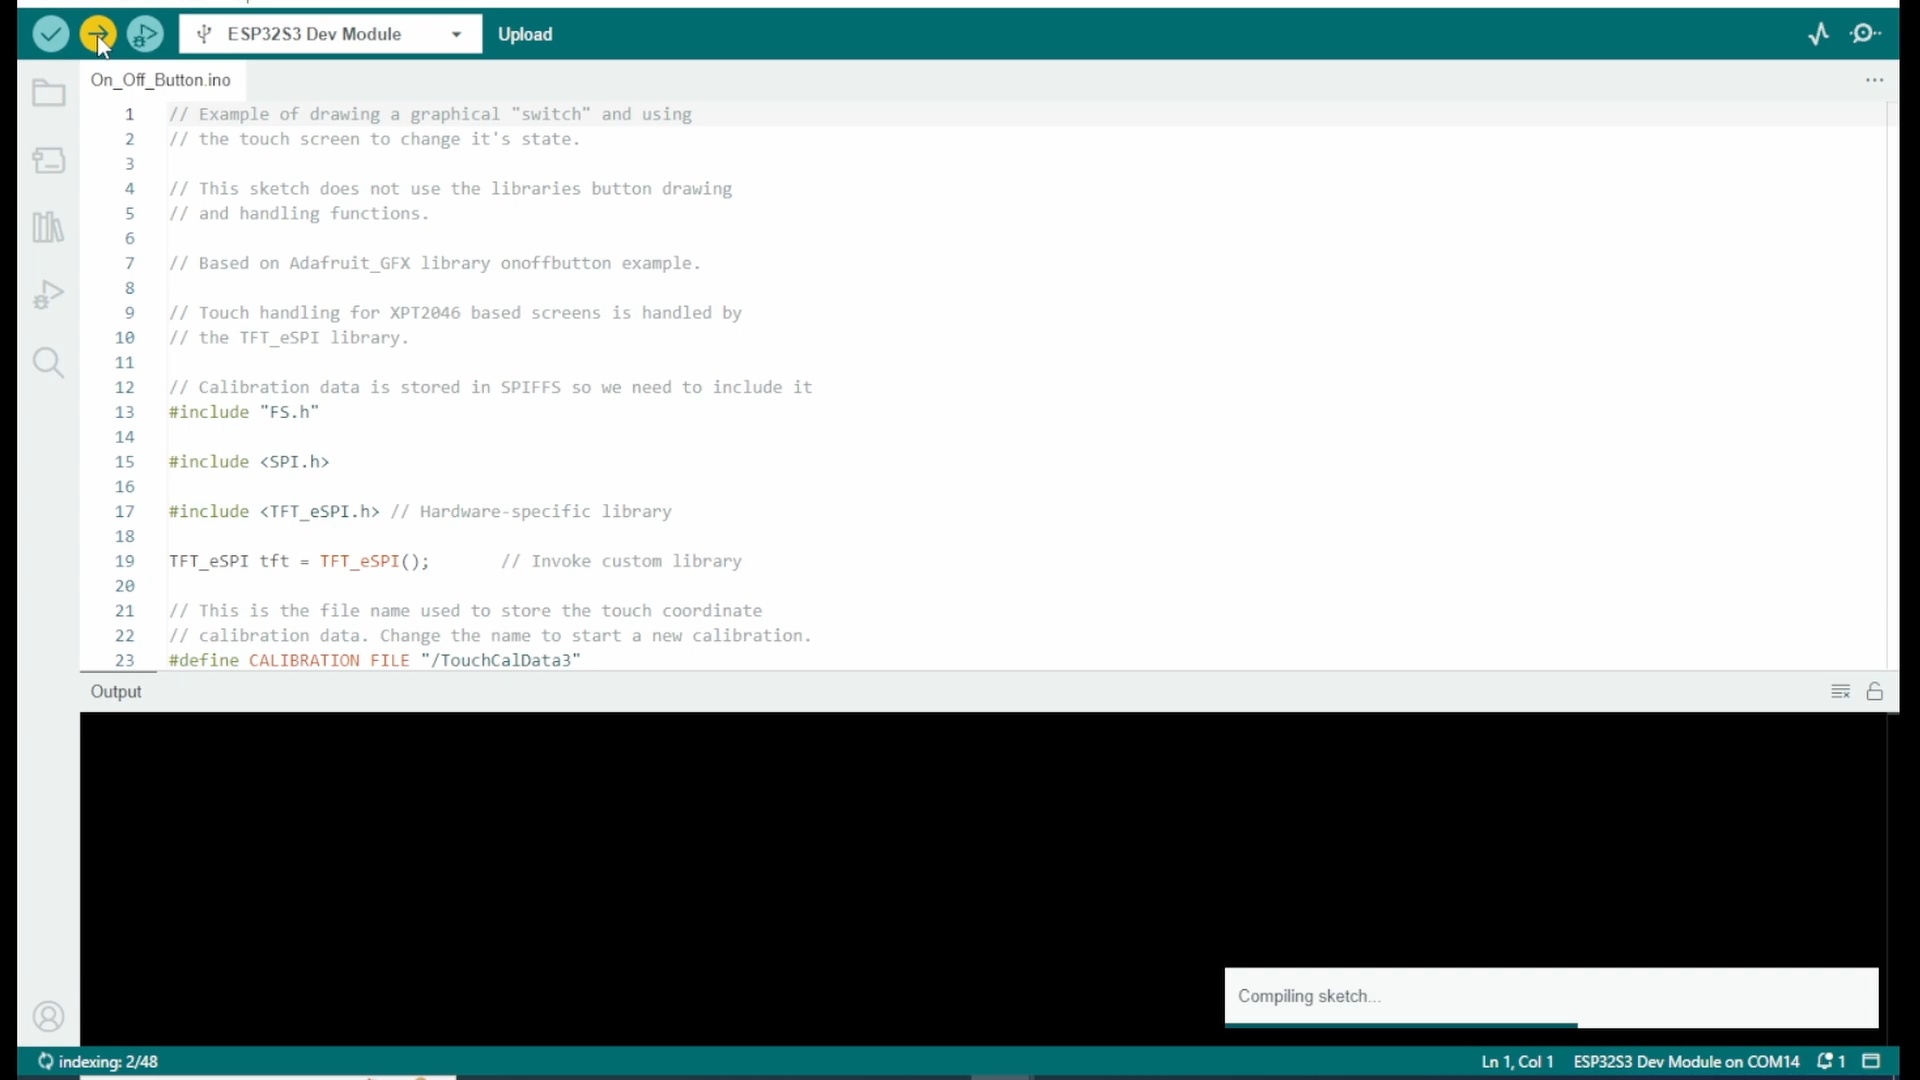 ESP32S3 Dev Module
Upload
On_Off_Button.ino
1 // Example of drawing a graphical "switch" and using
2 // the touch screen to change it's state.
3
4 // This sketch does not use the libraries button drawing
5 // and handling functions.
6
7 // Based on Adafruit_GFX library onoffbutton example.
8
9 // Touch handling for XPT2046 based screens is handled by
10 // the TFT_eSPI library.
11
12 // Calibration data is stored in SPIFFS so we need to include it
13 #include "FS.h"
14
15 #include <SPI.h>
16
17 #include <TFT_eSPI.h> // Hardware-specific library
18
19 TFT_eSPI tft = TFT_eSPI(); // Invoke custom library
20
21 // This is the file name used to store the touch coordinate
22 // calibration data. Change the name to start a new calibration.
23 #define CALIBRATION_FILE "/TouchCalData3"
Output
Compiling sketch...
indexing: 2/48
Ln 1, Col 1 ESP32S3 Dev Module on COM14 1